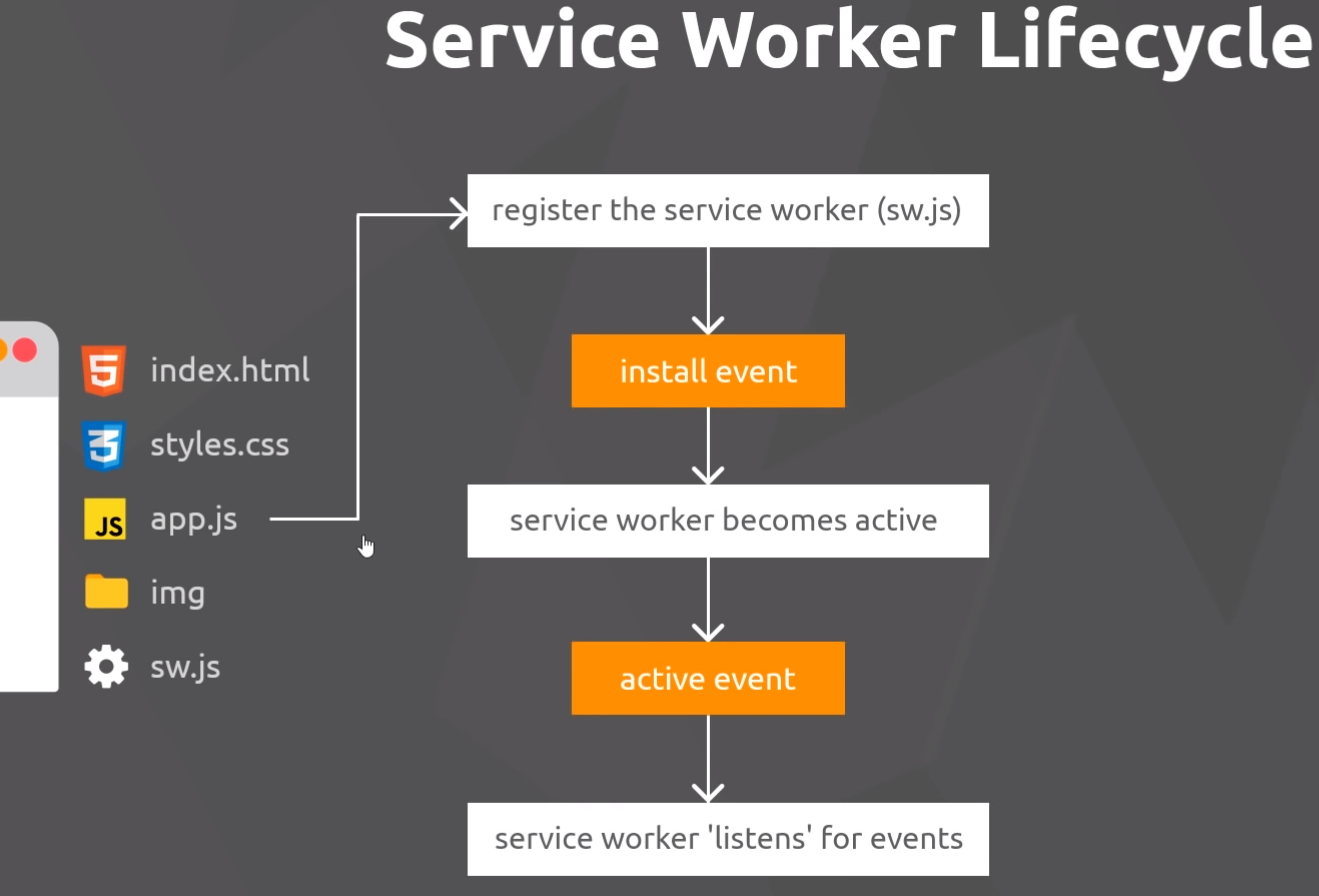 Service Worker Lifecycle
register the service worker (sw.js)
install event
service worker becomes active
active event
service worker 'listens' for events
index.html
styles.css
JS
app.js
img
sw.js